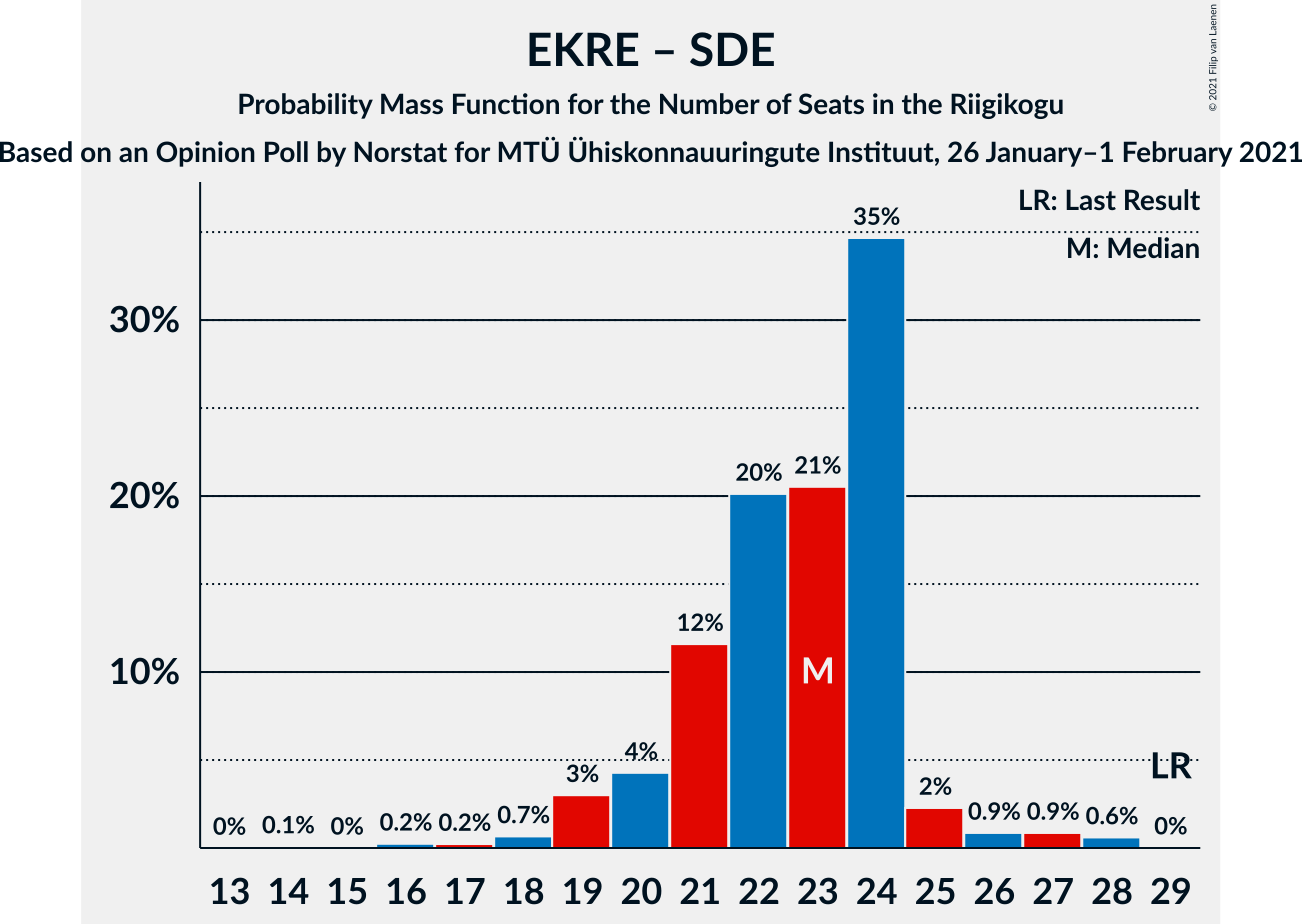 EKRE – SDE
Probability Mass Function for the Number of Seats in the Riigikogu
Based on an Opinion Poll by Norstat for MTÜ Ühiskonnauuringute Instituut, 26 January–1 February 2021
© 2021 Filip van Laenen
LR: Last Result
M: Median
35%
30%
20%
10%
20%
21%
12%
M
4%
3%
LR
2%
0%
0.1%
0%
0.2%
0.2%
0.7%
0.9%
0.9%
0.6%
0%
13 14 15 16 17 18 19 20 21 22 23 24 25 26 27 28 29